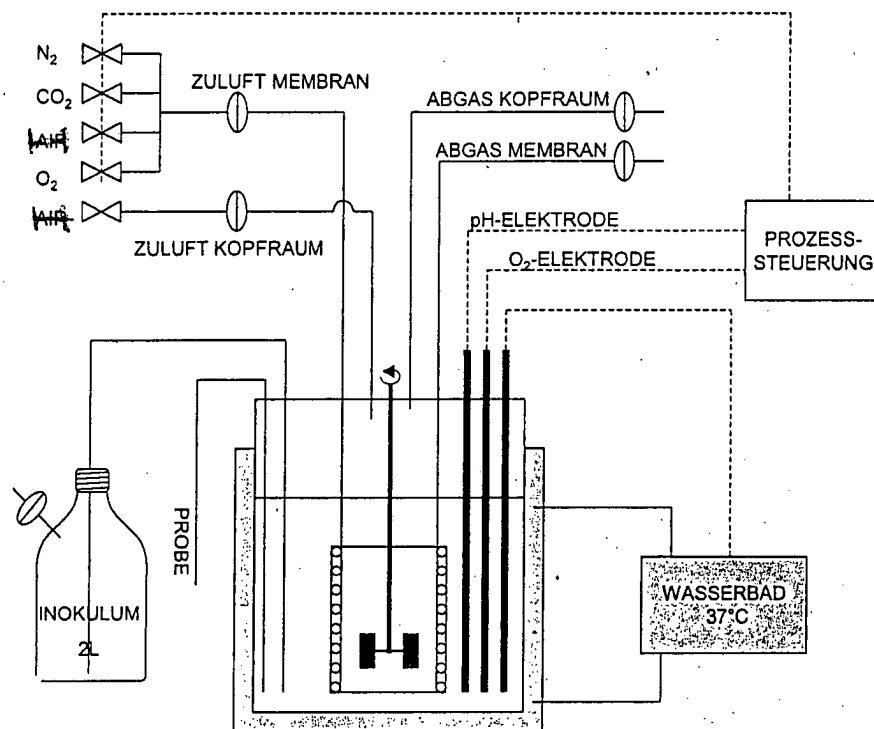 N₂
CO₂
AIR
O₂
AIR
ZULUFT MEMBRAN
ZULUFT KOPFRAUM
ABGAS KOPFRAUM
ABGAS MEMBRAN
pH-ELEKTRODE
O₂-ELEKTRODE
PROZESS-
STEUERUNG
PROBE
INOKULUM
2L
WASSERBAD
37°C